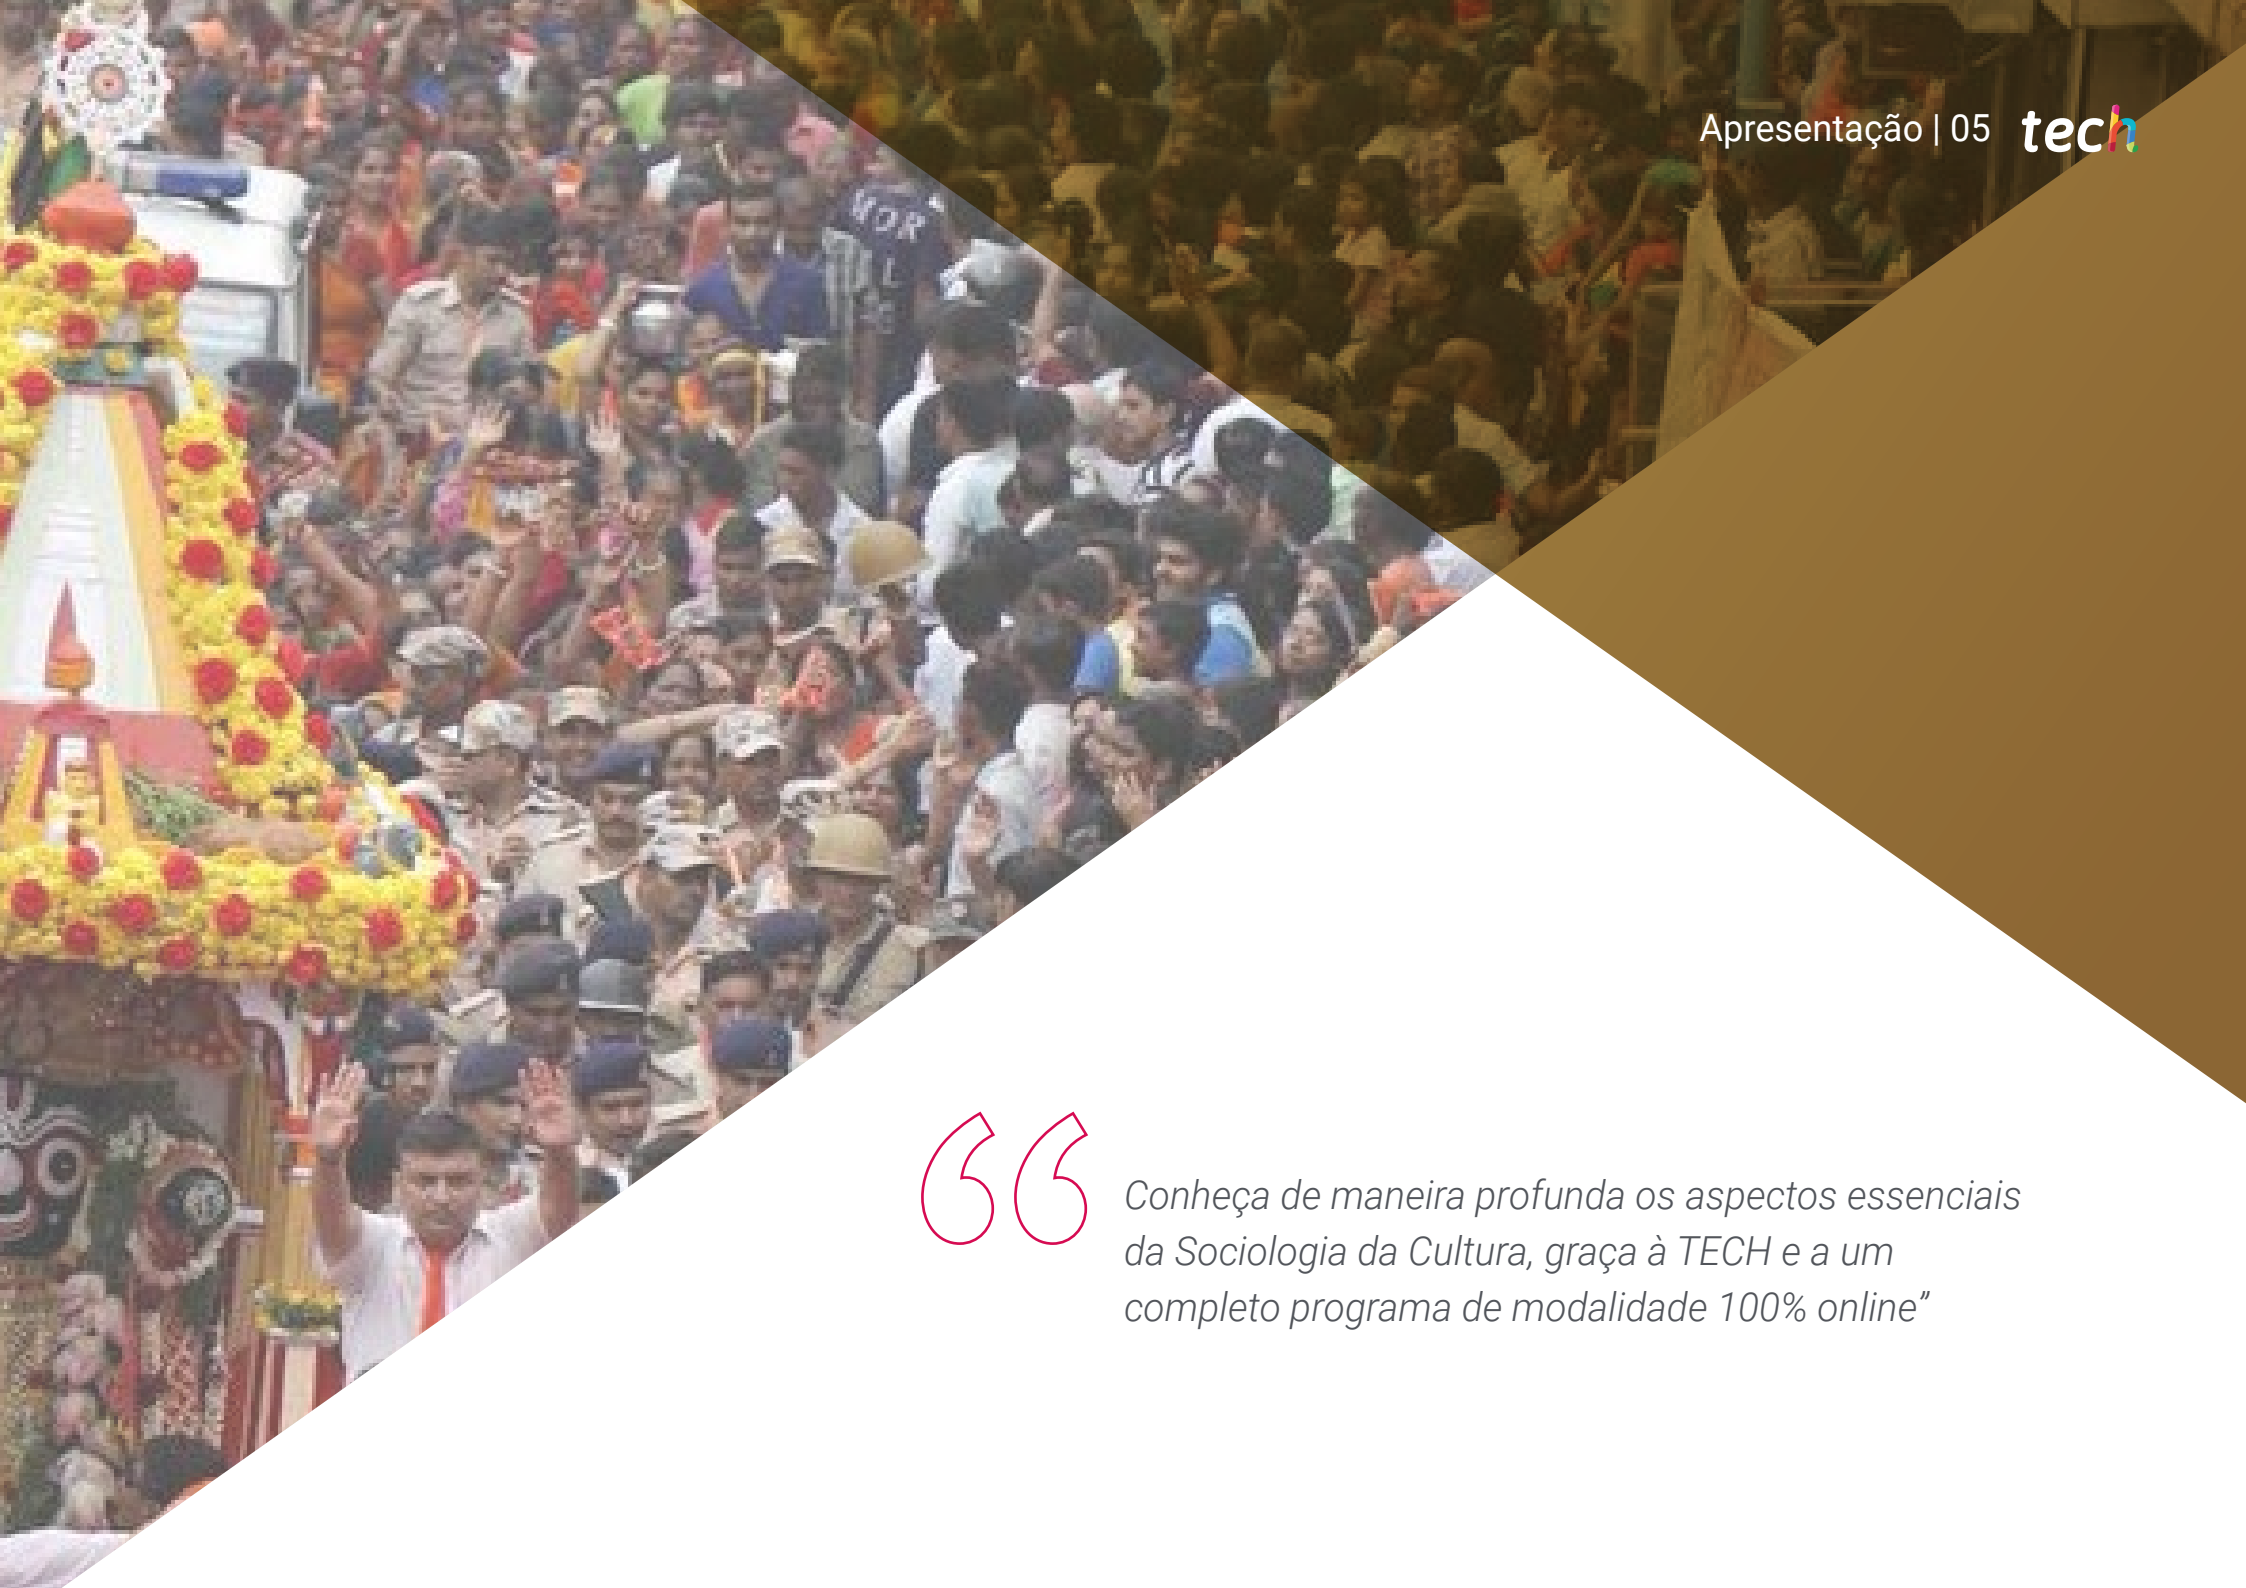 Apresentação | 05 tech
Conheça de maneira profunda os aspectos essenciais
da Sociologia da Cultura, graça à TECH e a um
completo programa de modalidade 100% online”